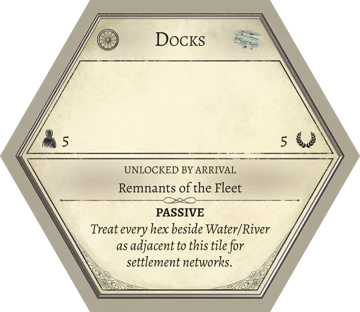 Docks
5 5
UNLOCKED BY ARRIVAL
Remnants of the Fleet
PASSIVE
Treat every hex beside Water/River
as adjacent to this tile for
settlement networks.